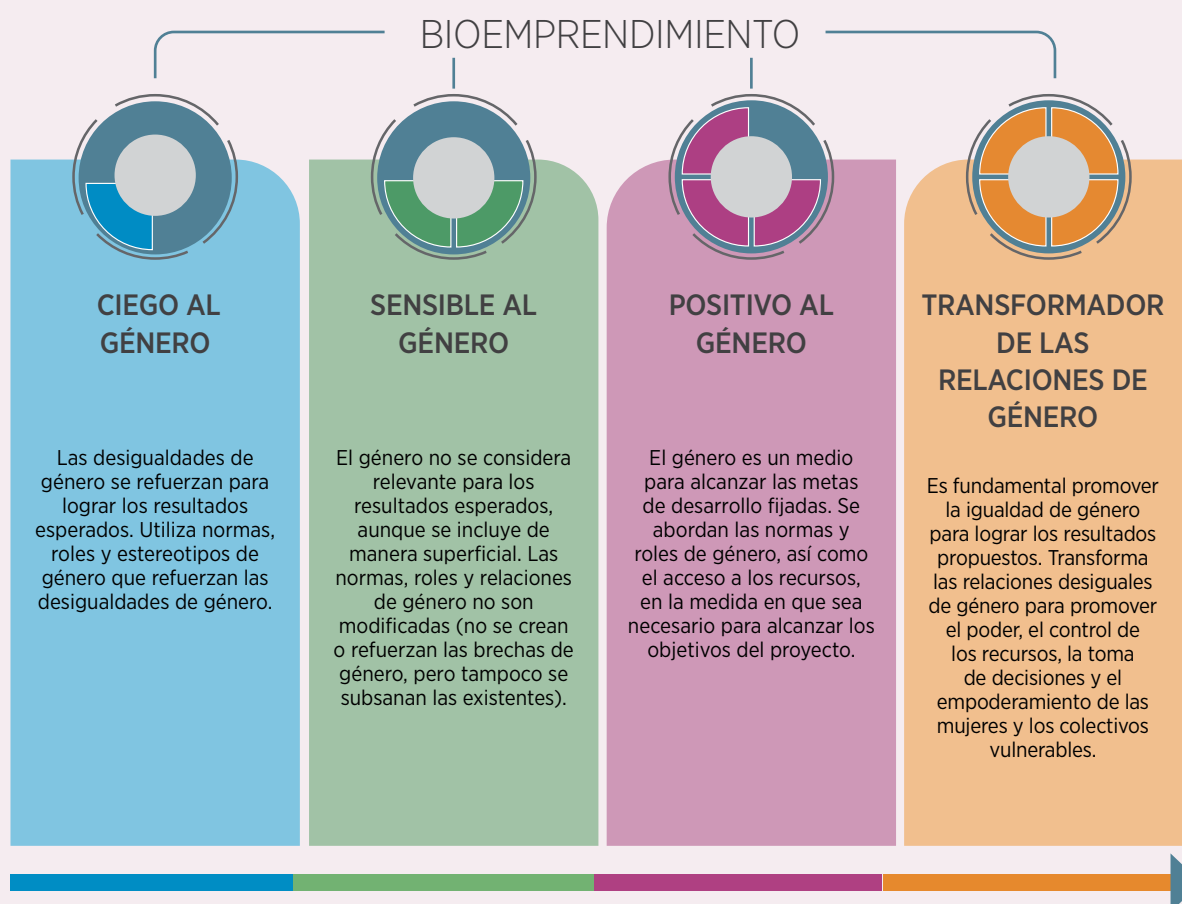 BIOEMPRENDIMIENTO
CIEGO AL
GÉNERO
Las desigualdades de
género se refuerzan para
lograr los resultados
esperados. Utiliza normas,
roles y estereotipos de
género que refuerzan las
desigualdades de género.
SENSIBLE AL
GÉNERO
El género no se considera
relevante para los
resultados esperados,
aunque se incluye de
manera superficial. Las
normas, roles y relaciones
de género no son
modificadas (no se crean
o refuerzan las brechas de
género, pero tampoco se
subsanan las existentes).
POSITIVO AL
GÉNERO
El género es un medio
para alcanzar las metas
de desarrollo fijadas. Se
abordan las normas y
roles de género, así como
el acceso a los recursos,
en la medida en que sea
necesario para alcanzar los
objetivos del proyecto.
TRANSFORMADOR
DE LAS
RELACIONES DE
GÉNERO
Es fundamental promover
la igualdad de género
para lograr los resultados
propuestos. Transforma
las relaciones desiguales
de género para promover
el poder, el control de
los recursos, la toma
de decisiones y el
empoderamiento de las
mujeres y los colectivos
vulnerables.